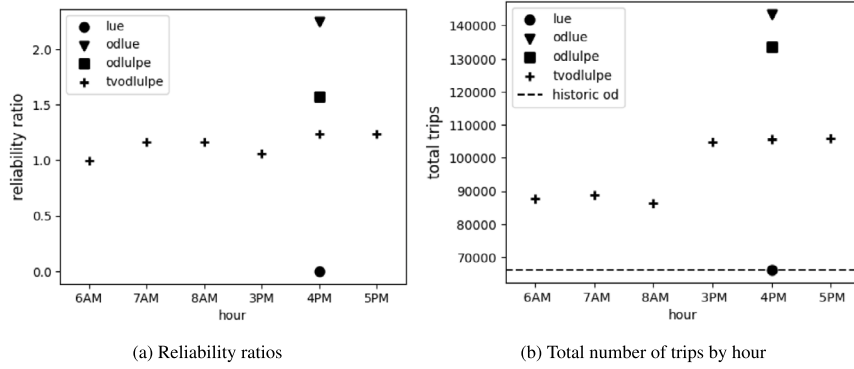 lue
odlue
odlulpe
tvodlulpe
reliability ratio
2.0
1.5
1.0
0.5
0.0
6AM 7AM 8AM 3PM 4PM 5PM
hour
(a) Reliability ratios
lue
odlue
odlulpe
tvodlulpe
historic od
total trips
140000
130000
120000
110000
100000
90000
80000
70000
6AM 7AM 8AM 3PM 4PM 5PM
hour
(b) Total number of trips by hour